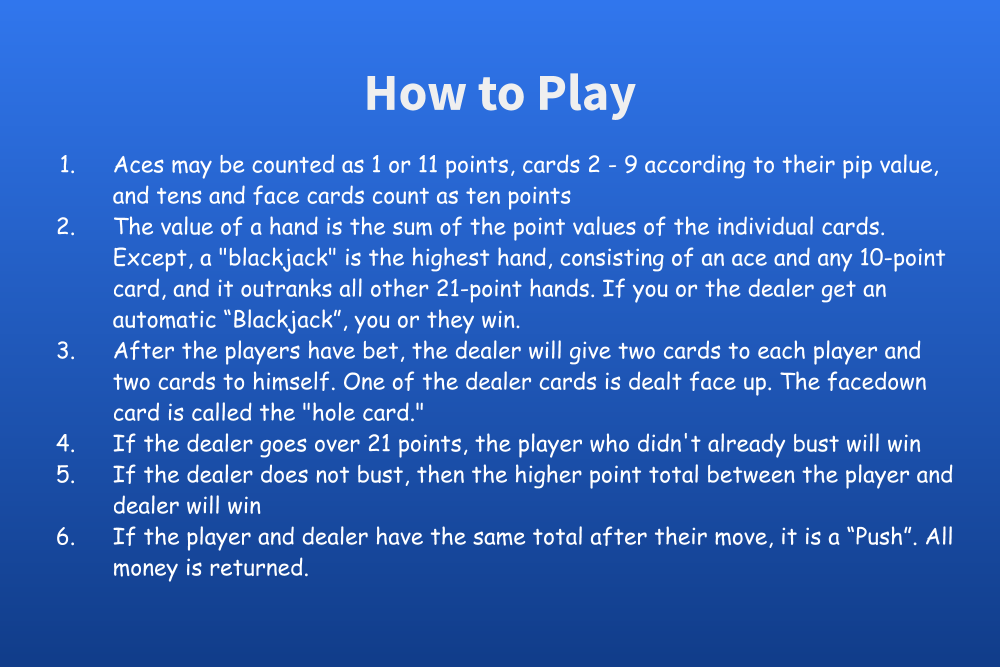 How to Play
1. Aces may be counted as 1 or 11 points, cards 2 - 9 according to their pip value,
and tens and face cards count as ten points
2. The value of a hand is the sum of the point values of the individual cards.
Except, a "blackjack" is the highest hand, consisting of an ace and any 10-point
card, and it outranks all other 21-point hands. If you or the dealer get an
automatic “Blackjack”, you or they win.
3. After the players have bet, the dealer will give two cards to each player and
two cards to himself. One of the dealer cards is dealt face up. The facedown
card is called the "hole card."
4. If the dealer goes over 21 points, the player who didn't already bust will win
5. If the dealer does not bust, then the higher point total between the player and
dealer will win
6. If the player and dealer have the same total after their move, it is a “Push”. All
money is returned.